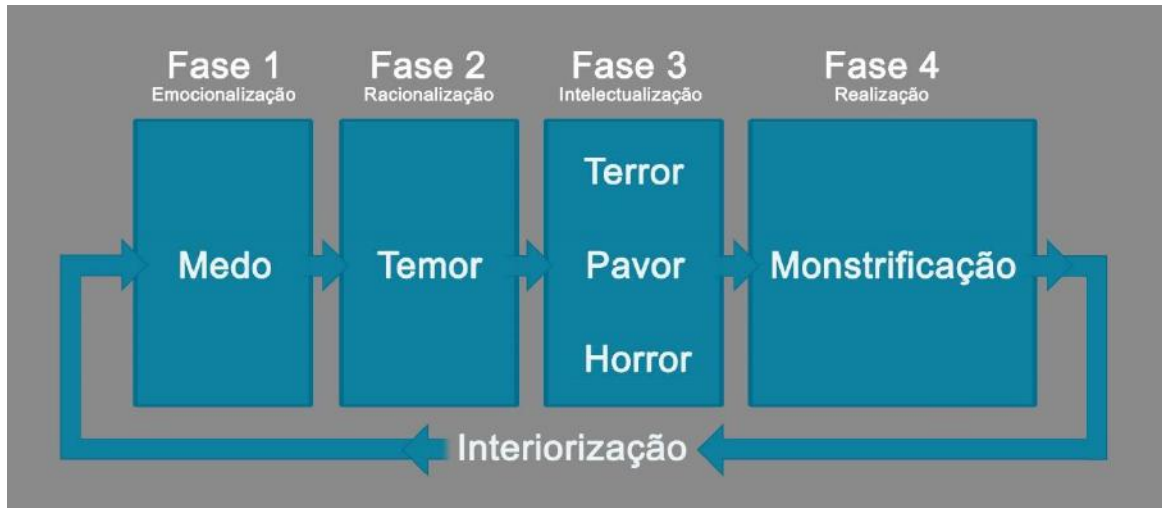 Fase 1
Emocionalização
Fase 2
Racionalização
Fase 3
Intelectualização
Fase 4
Realização
Medo
Temor
Terror
Pavor
Horror
Monstrificação
Interiorização